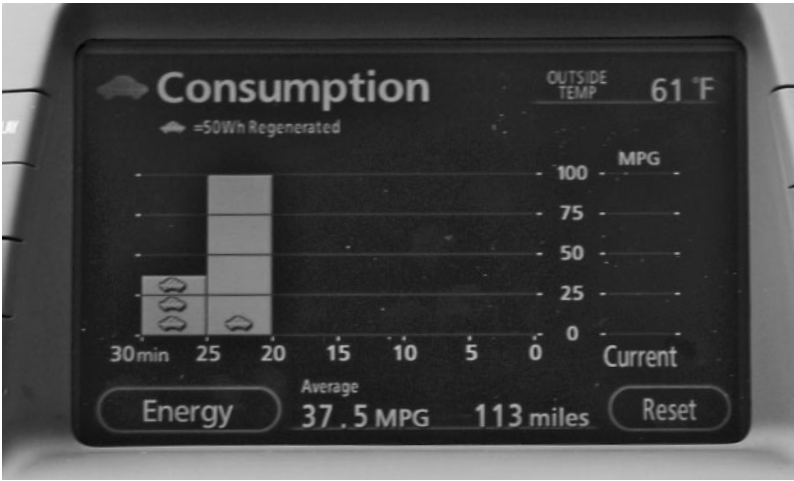 Consumption
OUTSIDE
TEMP
61 °F
=50Wh Regenerated
MPG
100
75
50
25
0
30min 25 20 15 10 5 0
Current
Energy
Average
37.5 MPG 113 miles
Reset